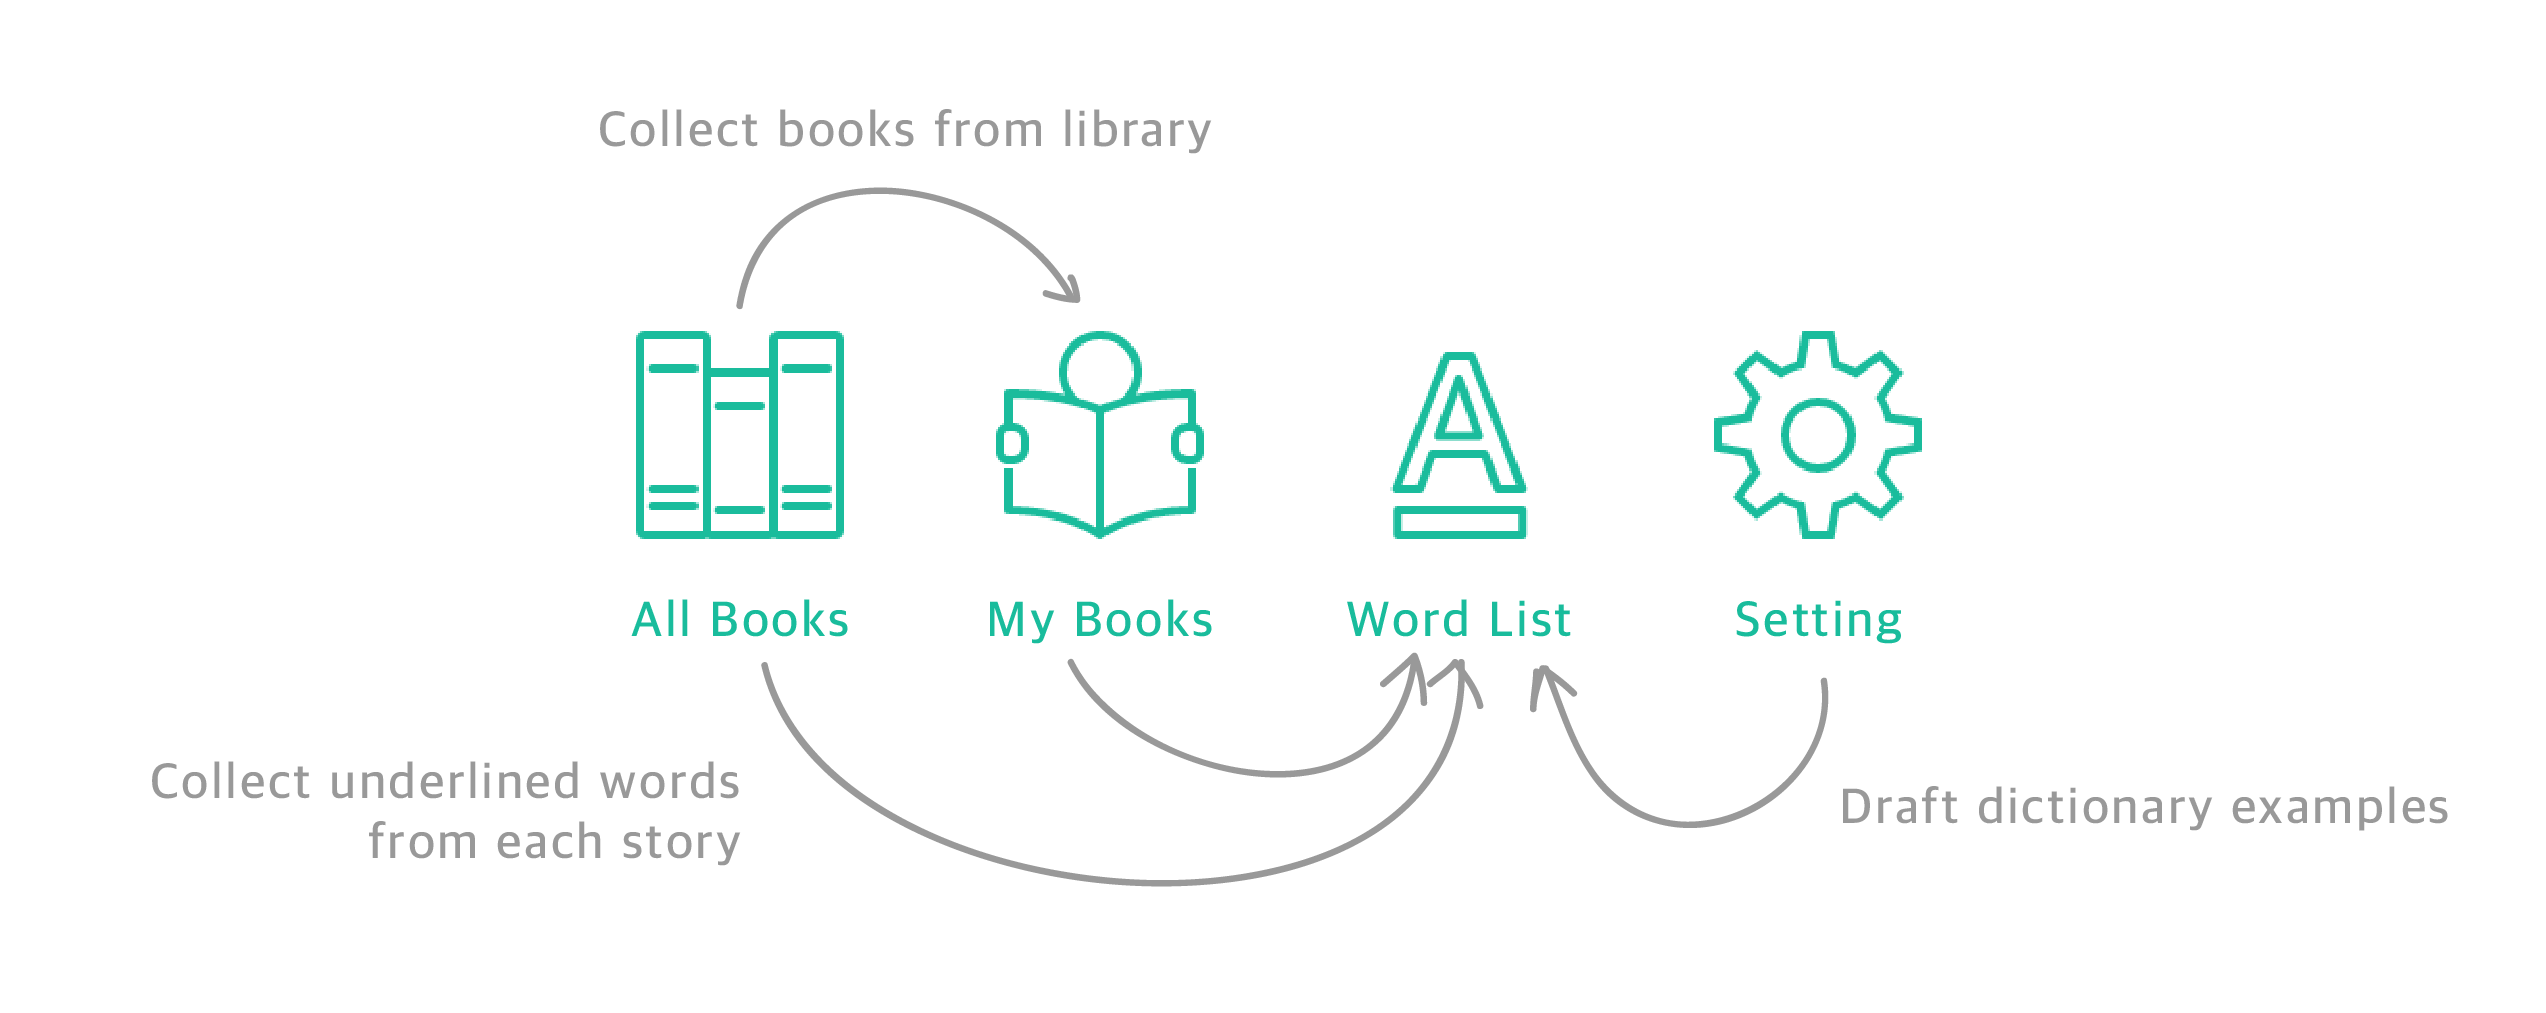 Collect books from library
All Books
My Books
Word List
Setting
Collect underlined words
from each story
Draft dictionary examples